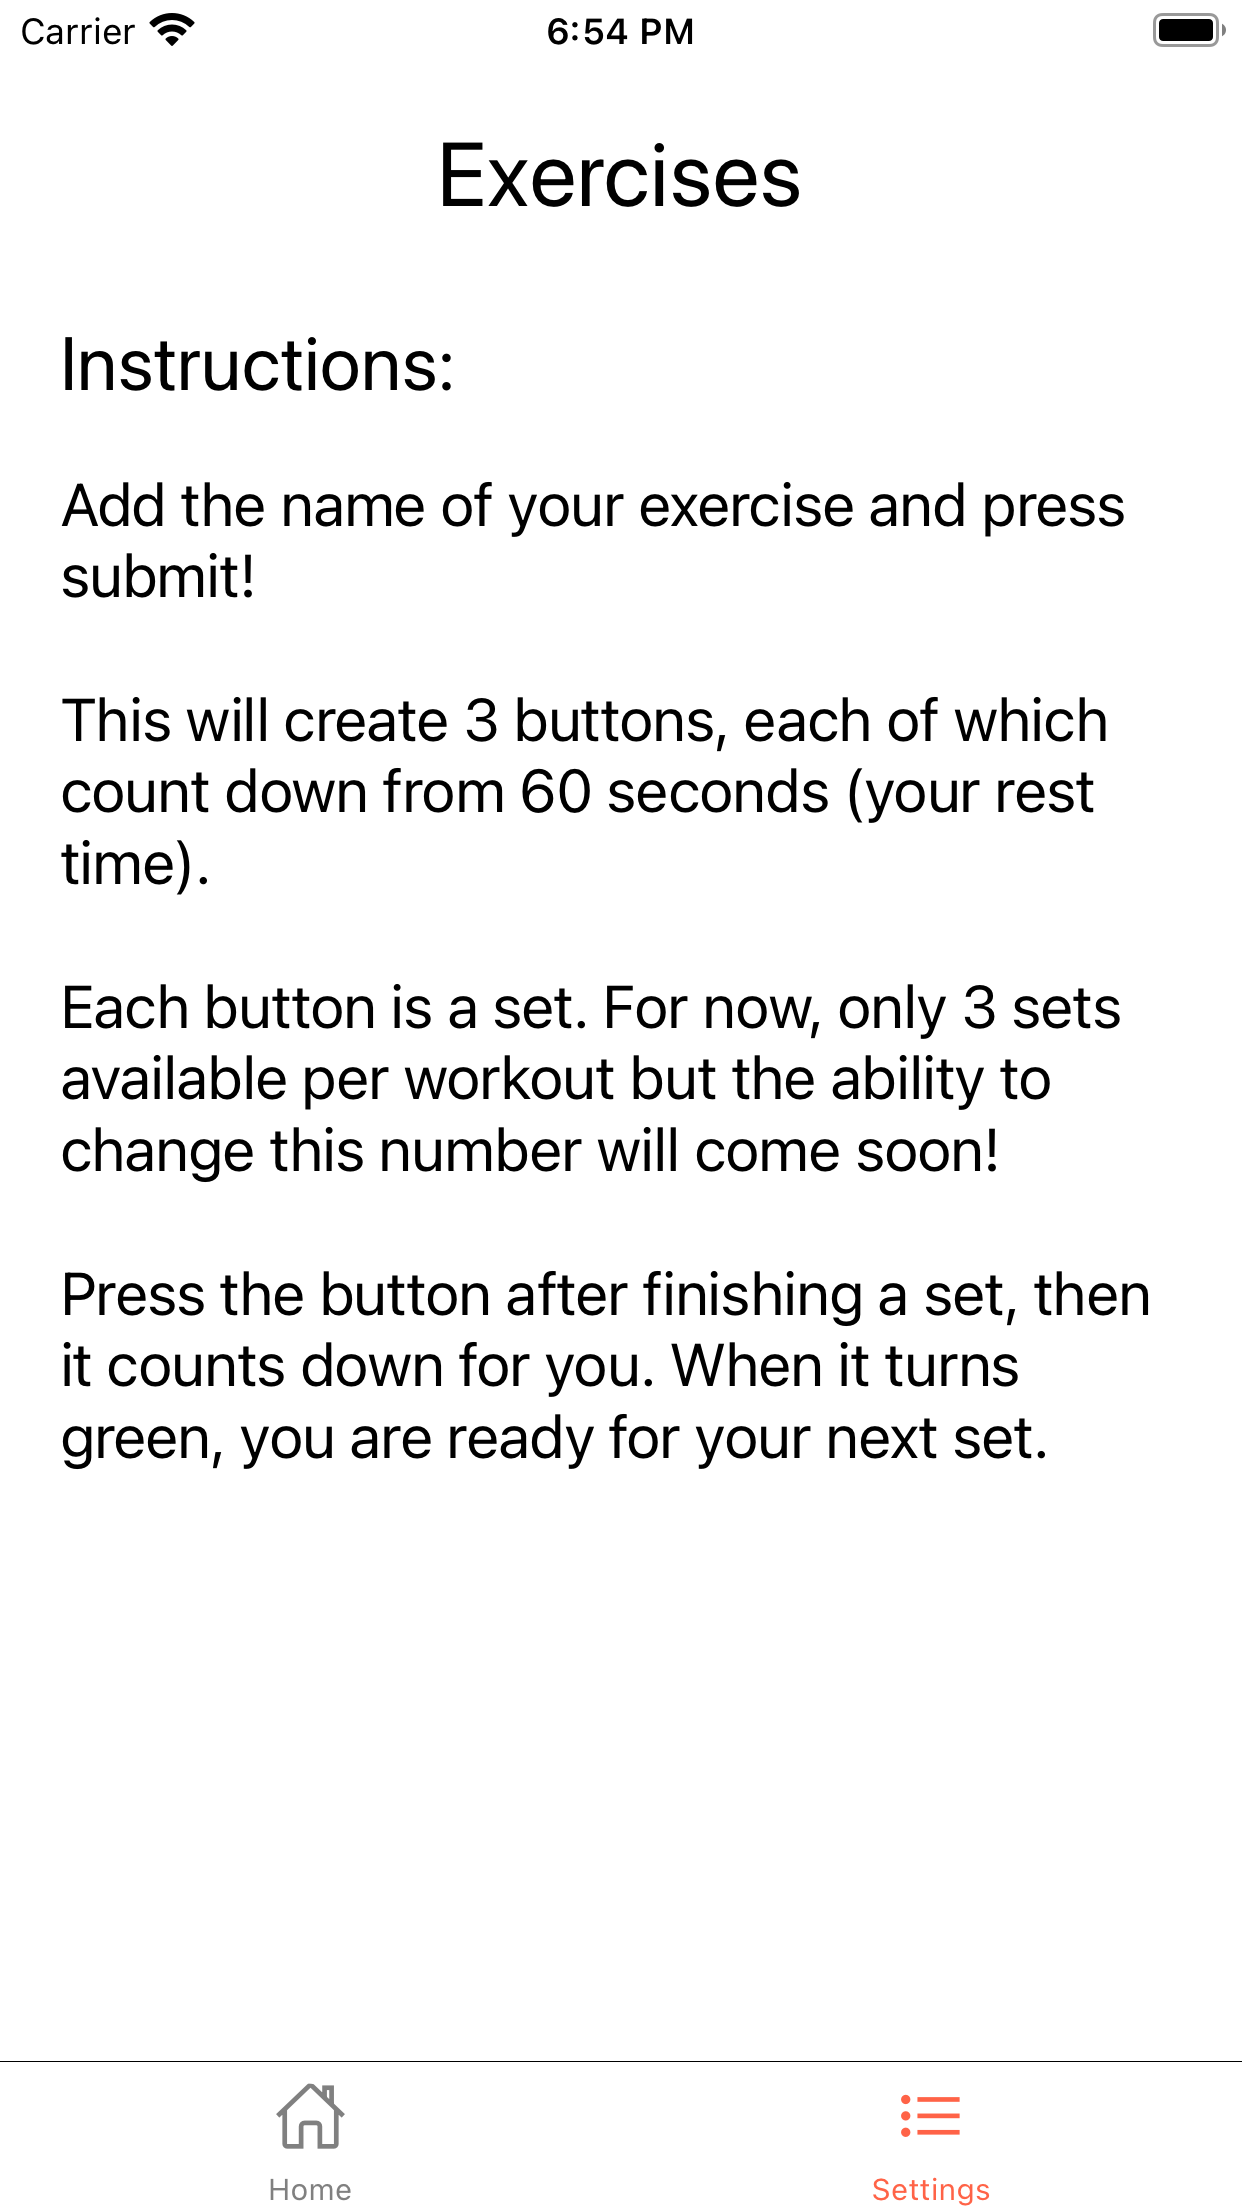 Carrier
6:54 PM
Exercises
Instructions:
Add the name of your exercise and press
submit!
This will create 3 buttons, each of which
count down from 60 seconds (your rest
time).
Each button is a set. For now, only 3 sets
available per workout but the ability to
change this number will come soon!
Press the button after finishing a set, then
it counts down for you. When it turns
green, you are ready for your next set.
Home
Settings